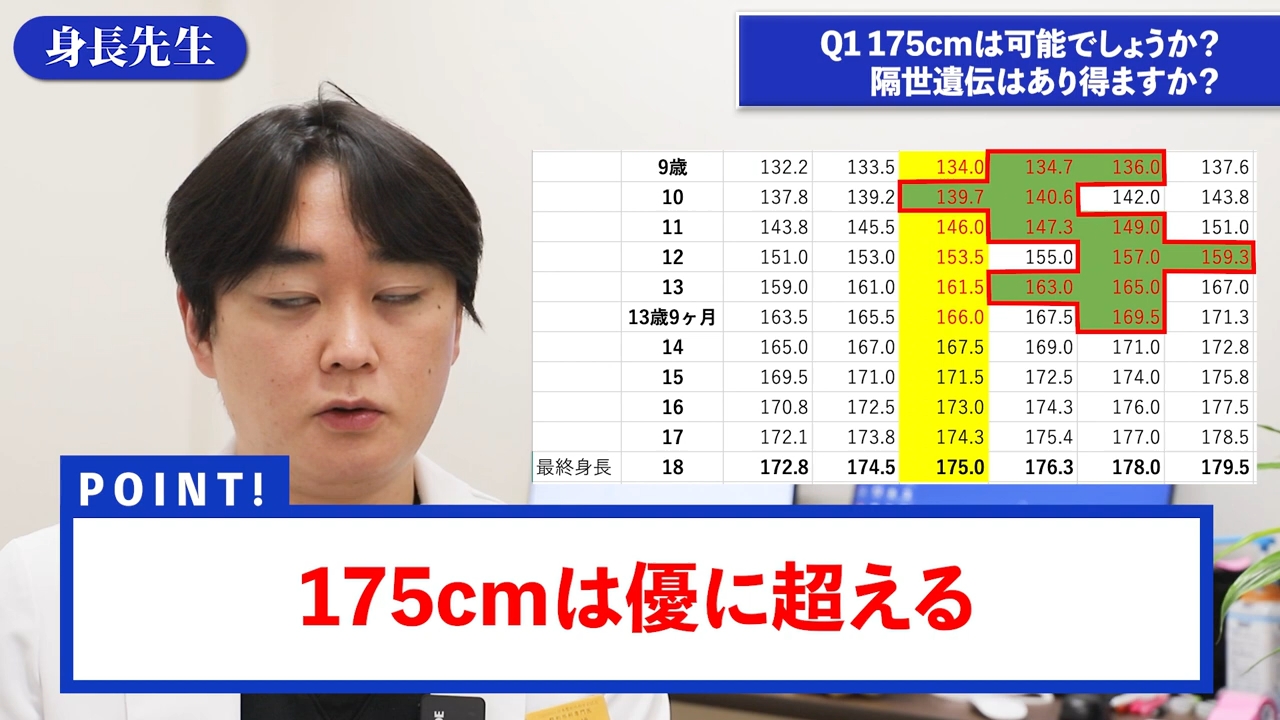 身長先生
Q1 175cmは可能でしょうか?
隔世遺伝はあり得ますか?
9歳 132.2 133.5 134.0 134.7 136.0 137.6
10 137.8 139.2 139.7 140.6 142.0 143.8
11 143.8 145.5 146.0 147.3 149.0 151.0
12 151.0 153.0 153.5 155.0 157.0 159.3
13 159.0 161.0 161.5 163.0 165.0 167.0
13歳9ヶ月 163.5 165.5 166.0 167.5 169.5 171.3
14 165.0 167.0 167.5 169.0 171.0 172.8
15 169.5 171.0 171.5 172.5 174.0 175.8
16 170.8 172.5 173.0 174.3 176.0 177.5
17 172.1 173.8 174.3 175.4 177.0 178.5
最終身長 18 172.8 174.5 175.0 176.3 178.0 179.5
POINT!
175cmは優に超える